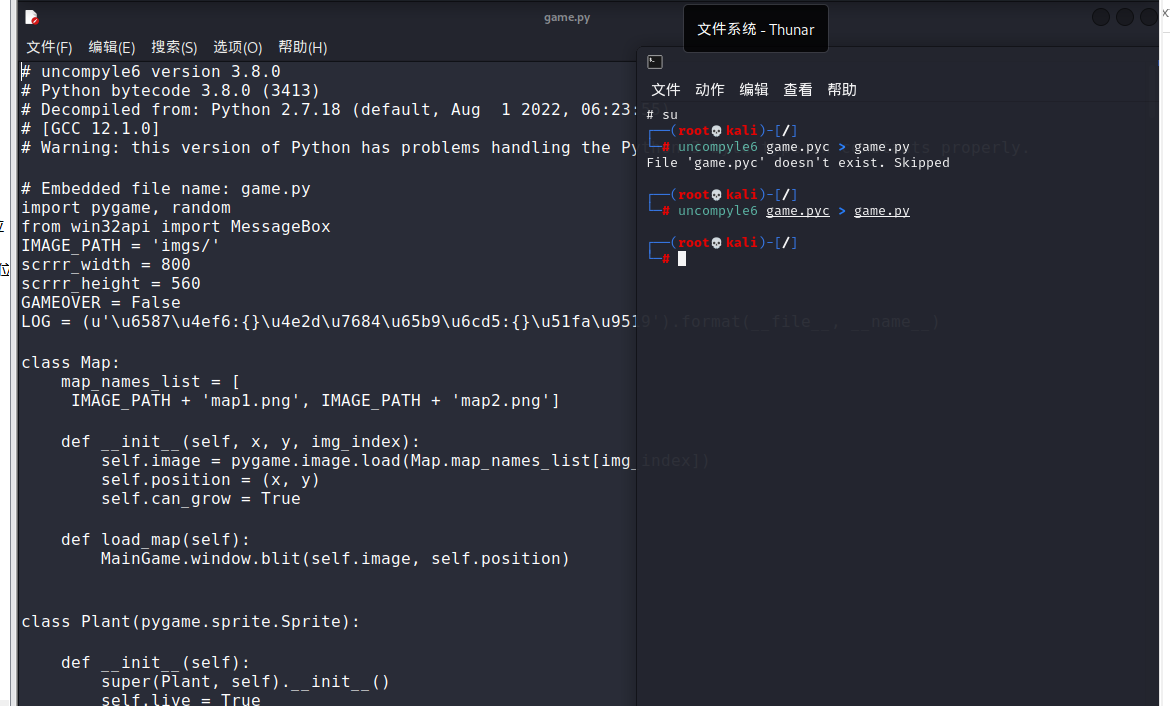 game.py
文件系统 - Thunar
文件(F) 编辑(E) 搜索(S) 选项(O) 帮助(H)
# uncompyle6 version 3.8.0
# Python bytecode 3.8.0 (3413)
# Decompiled from: Python 2.7.18 (default, Aug  1 2022, 06:23:
# [GCC 12.1.0]
# Warning: this version of Python has problems handling the Py
ts properly.
# Embedded file name: game.py
import pygame, random
from win32api import MessageBox
IMAGE_PATH = 'imgs/'
scrrr_width = 800
scrrr_height = 560
GAMEOVER = False
LOG = (u'\u6587\u4ef6:{}\u4e2d\u7684\u65b9\u6cd5:{}\u51fa\u9519').format(__file__, __name__)
class Map:
    map_names_list = [
     IMAGE_PATH + 'map1.png', IMAGE_PATH + 'map2.png']
    def __init__(self, x, y, img_index):
        self.image = pygame.image.load(Map.map_names_list[img_index])
        self.position = (x, y)
        self.can_grow = True
    def load_map(self):
        MainGame.window.blit(self.image, self.position)
class Plant(pygame.sprite.Sprite):
    def __init__(self):
        super(Plant, self).__init__()
        self.live = True
文件 动作 编辑 查看 帮助
# su
┌──(root💀kali)-[/]
└─# uncompyle6 game.pyc > game.py
File 'game.pyc' doesn't exist. Skipped
┌──(root💀kali)-[/]
└─# uncompyle6 game.pyc > game.py
┌──(root💀kali)-[/]
└─#
位